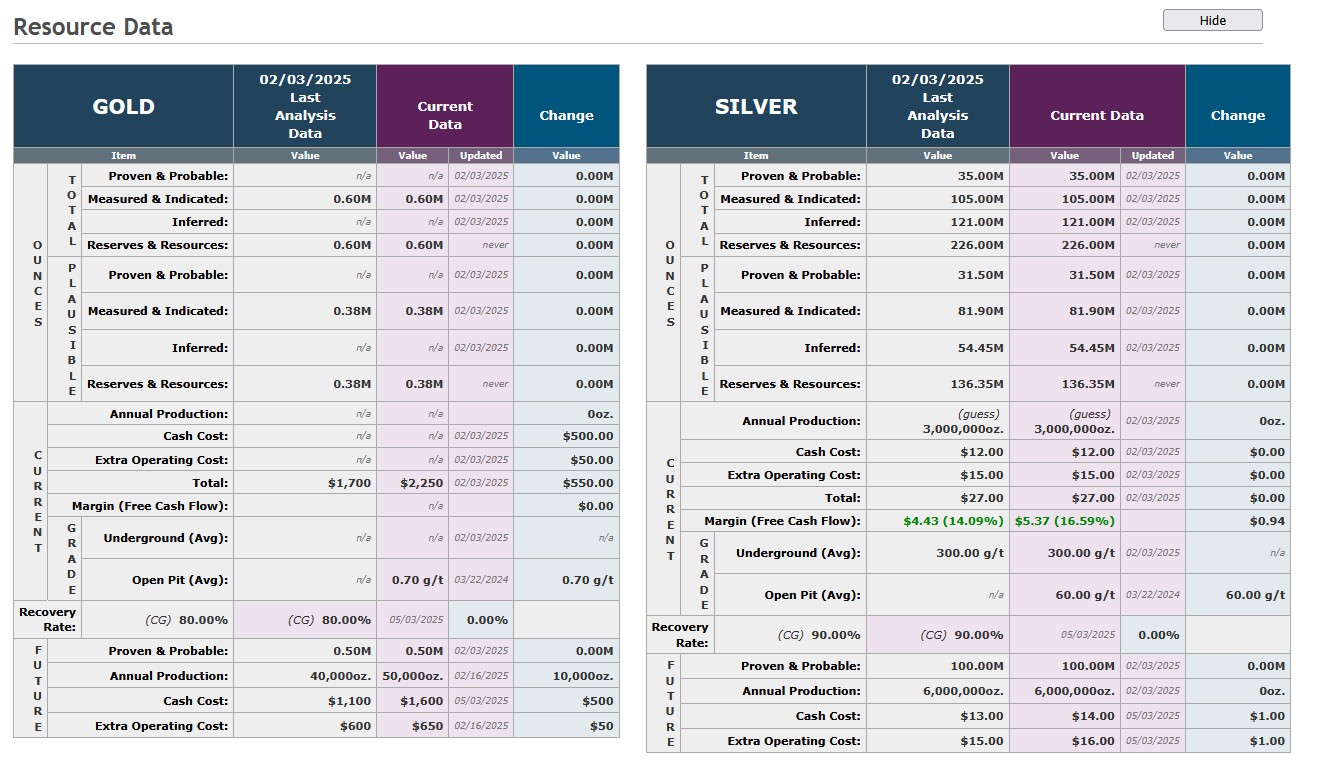 Resource Data
Hide
GOLD
02/03/2025
Last
Analysis
Data
Current
Data
Change
Item Value Value Updated Value
OUNCES
TOTAL
Proven & Probable: n/a n/a 02/03/2025 0.00M
Measured & Indicated: 0.60M 0.60M 02/03/2025 0.00M
Inferred: n/a n/a 02/03/2025 0.00M
Reserves & Resources: 0.60M 0.60M never 0.00M
PLAUSIBLE
Proven & Probable: n/a n/a 02/03/2025 0.00M
Measured & Indicated: 0.38M 0.38M 02/03/2025 0.00M
Inferred: n/a n/a 02/03/2025 0.00M
Reserves & Resources: 0.38M 0.38M never 0.00M
CURRENT
Annual Production: n/a n/a 0oz.
Cash Cost: n/a n/a 02/03/2025 $500.00
Extra Operating Cost: n/a n/a 02/03/2025 $50.00
Total: $1,700 $2,250 02/03/2025 $550.00
Margin (Free Cash Flow): n/a $0.00
GRADE
Underground (Avg): n/a n/a 02/03/2025 n/a
Open Pit (Avg): n/a 0.70 g/t 03/22/2024 0.70 g/t
Recovery
Rate: (CG) 80.00% (CG) 80.00% 05/03/2025 0.00%
FUTURE
Proven & Probable: 0.50M 0.50M 02/03/2025 0.00M
Annual Production: 40,000oz. 50,000oz. 02/16/2025 10,000oz.
Cash Cost: $1,100 $1,600 05/03/2025 $500
Extra Operating Cost: $600 $650 02/16/2025 $50
SILVER
02/03/2025
Last
Analysis
Data
Current Data
Change
Item Value Value Updated Value
OUNCES
TOTAL
Proven & Probable: 35.00M 35.00M 02/03/2025 0.00M
Measured & Indicated: 105.00M 105.00M 02/03/2025 0.00M
Inferred: 121.00M 121.00M 02/03/2025 0.00M
Reserves & Resources: 226.00M 226.00M never 0.00M
PLAUSIBLE
Proven & Probable: 31.50M 31.50M 02/03/2025 0.00M
Measured & Indicated: 81.90M 81.90M 02/03/2025 0.00M
Inferred: 54.45M 54.45M 02/03/2025 0.00M
Reserves & Resources: 136.35M 136.35M never 0.00M
CURRENT
Annual Production: (guess) 3,000,000oz. (guess) 3,000,000oz. 02/03/2025 0oz.
Cash Cost: $12.00 $12.00 02/03/2025 $0.00
Extra Operating Cost: $15.00 $15.00 02/03/2025 $0.00
Total: $27.00 $27.00 02/03/2025 $0.00
Margin (Free Cash Flow): $4.43 (14.09%) $5.37 (16.59%) $0.94
GRADE
Underground (Avg): 300.00 g/t 300.00 g/t 02/03/2025 n/a
Open Pit (Avg): n/a 60.00 g/t 03/22/2024 60.00 g/t
Recovery
Rate: (CG) 90.00% (CG) 90.00% 05/03/2025 0.00%
FUTURE
Proven & Probable: 100.00M 100.00M 02/03/2025 0.00M
Annual Production: 6,000,000oz. 6,000,000oz. 02/03/2025 0oz.
Cash Cost: $13.00 $14.00 05/03/2025 $1.00
Extra Operating Cost: $15.00 $16.00 05/03/2025 $1.00